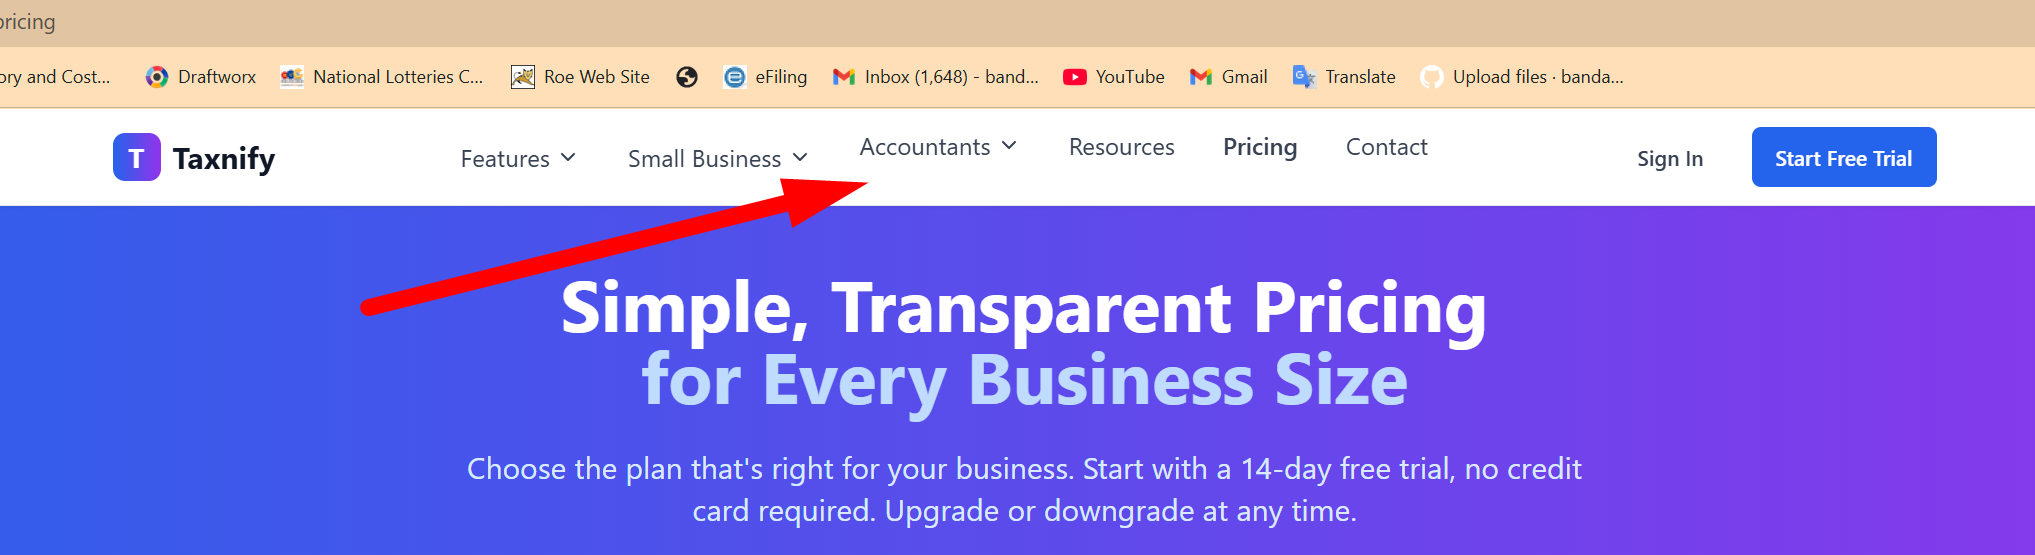 pricing
ory and Cost...
Draftworx
National Lotteries C...
Roe Web Site
eFiling
Inbox (1,648) - band...
YouTube
Gmail
Translate
Upload files · banda...
T Taxnify
Features
Small Business
Accountants
Resources
Pricing
Contact
Sign In
Start Free Trial
Simple, Transparent Pricing
for Every Business Size
Choose the plan that's right for your business. Start with a 14-day free trial, no credit
card required. Upgrade or downgrade at any time.